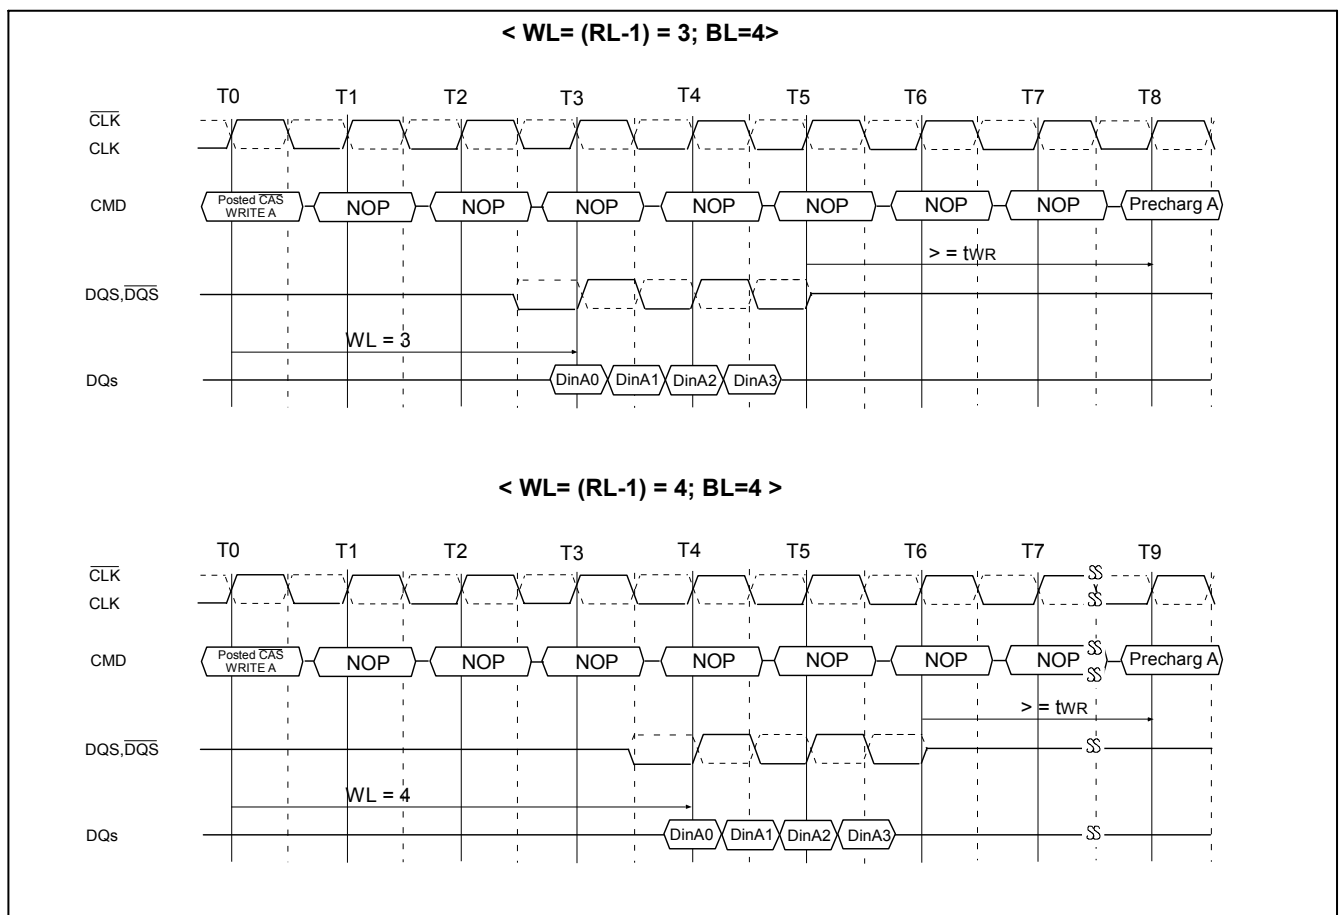 < WL= (RL-1) = 3; BL=4>
T0 T1 T2 T3 T4 T5 T6 T7 T8
CLK
CLK
CMD
Posted CAS
WRITE A
NOP NOP NOP NOP NOP NOP NOP Precharg A
> = tWR
DQS,DQS
WL = 3
DQs
DinA0 DinA1 DinA2 DinA3
< WL= (RL-1) = 4; BL=4 >
T0 T1 T2 T3 T4 T5 T6 T7 T9
CLK
CLK
CMD
Posted CAS
WRITE A
NOP NOP NOP NOP NOP NOP NOP Precharg A
> = tWR
DQS,DQS
WL = 4
DQs
DinA0 DinA1 DinA2 DinA3